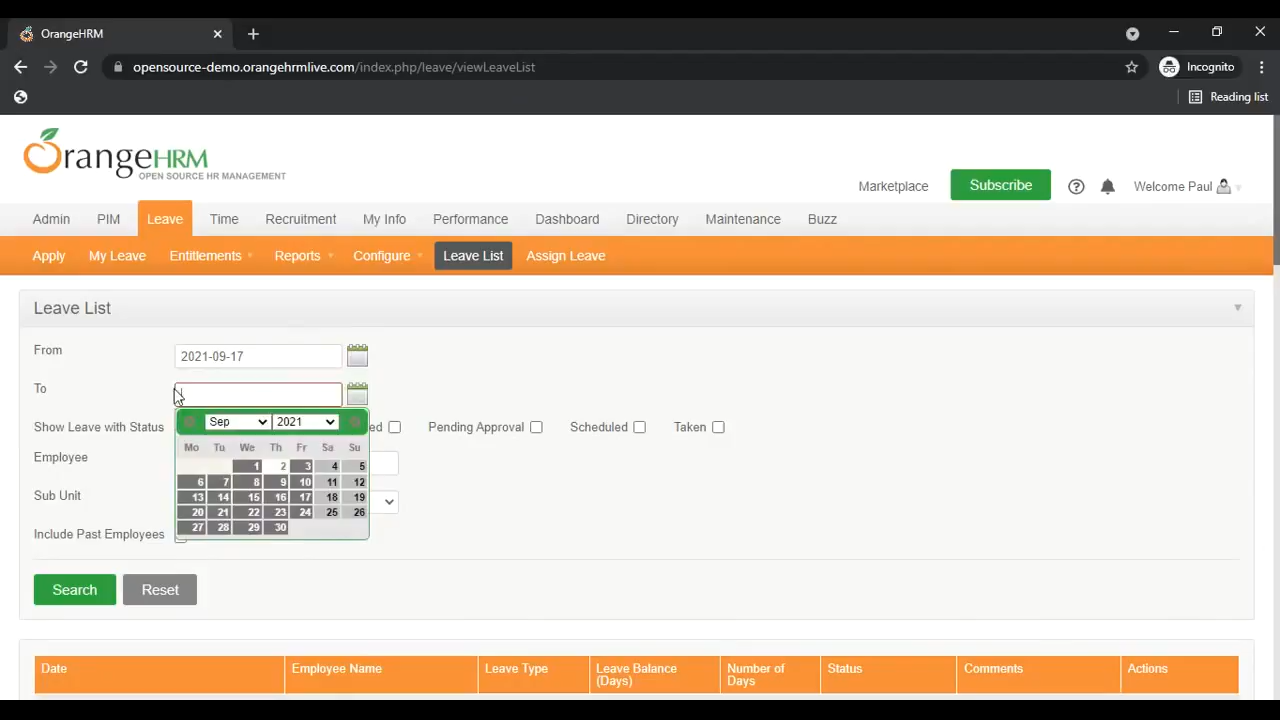 OrangeHRM
opensource-demo.orangehrmlive.com/index.php/leave/viewLeaveList
Incognito
Reading list
OrangeHRM
OPEN SOURCE HR MANAGEMENT
Marketplace
Subscribe
Welcome Paul
Admin PIM Leave Time Recruitment My Info Performance Dashboard Directory Maintenance Buzz
Apply My Leave Entitlements Reports Configure Leave List Assign Leave
Leave List
From 2021-09-17
To
Sep 2021
Show Leave with Status Pending Approval Scheduled Taken
Mo Tu We Th Fr Sa Su
1 2 3 4 5
6 7 8 9 10 11 12
13 14 15 16 17 18 19
20 21 22 23 24 25 26
27 28 29 30
Employee
Sub Unit
Include Past Employees
Search Reset
Date Employee Name Leave Type Leave Balance (Days) Number of Days Status Comments Actions